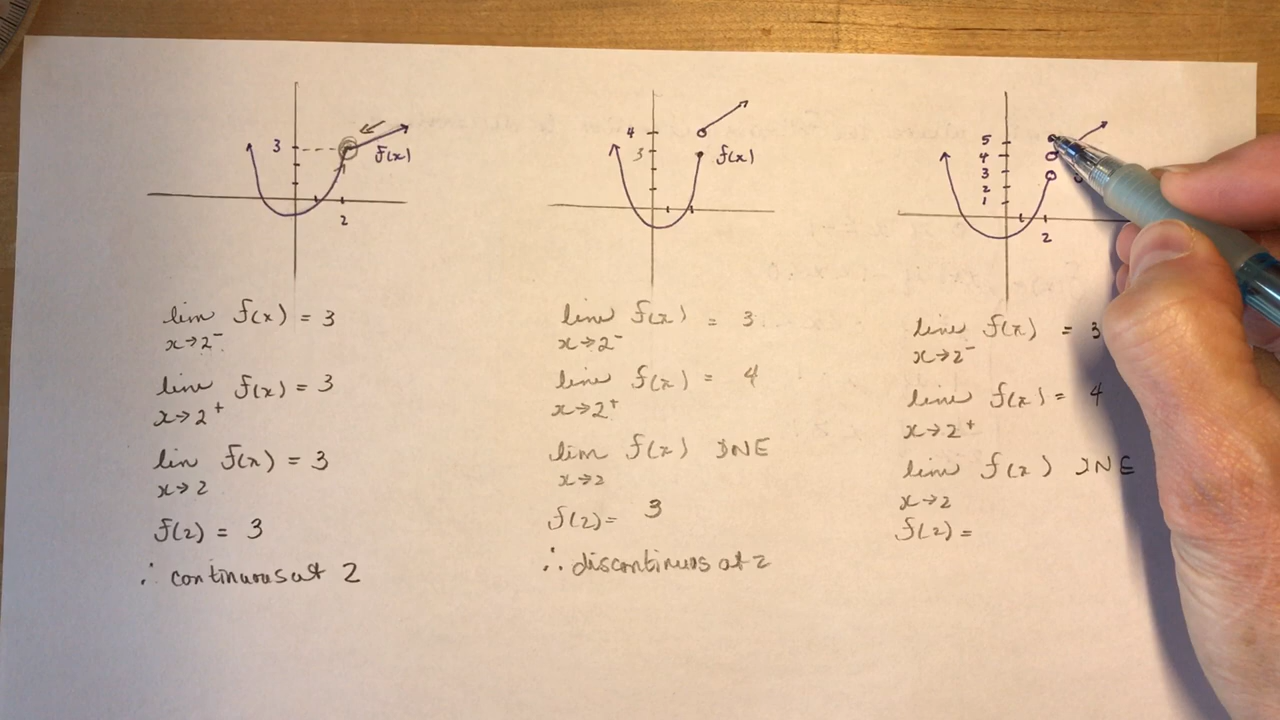 3
f(x)
2
4
3
f(x)
5
4
3
2
1
2
lim f(x) = 3
x→2⁻
lim f(x) = 3
x→2⁺
lim f(x) = 3
x→2
f(2) = 3
∴ continuous at 2
lim f(x) = 3
x→2⁻
lim f(x) = 4
x→2⁺
lim f(x) DNE
x→2
f(2) = 3
∴ discontinuos at 2
lim f(x) = 3
x→2⁻
lim f(x) = 4
x→2⁺
lim f(x) DNE
x→2
f(2) =